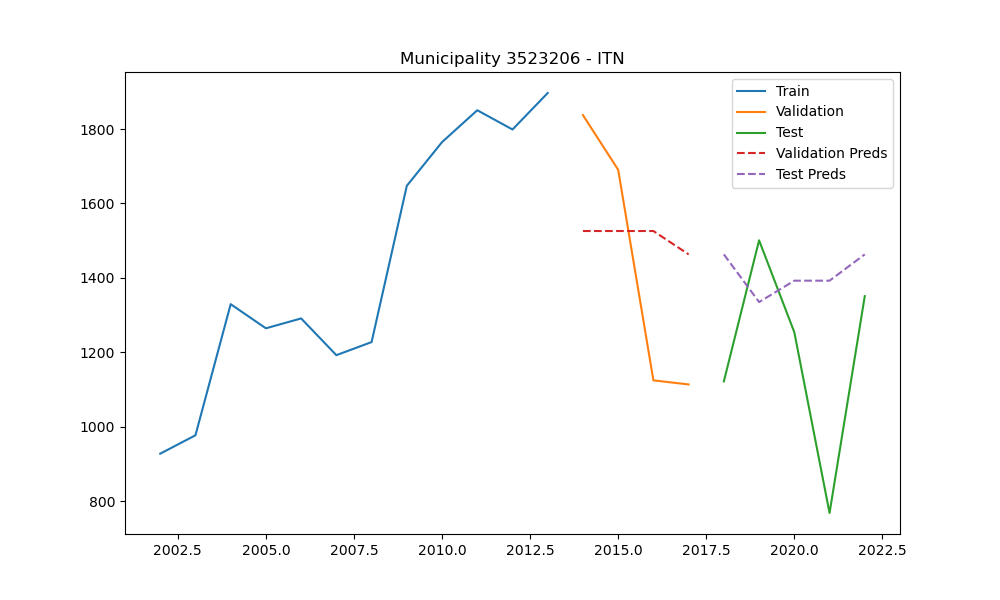 Municipality 3523206 - ITN
Train
Validation
Test
Validation Preds
Test Preds
1800
1600
1400
1200
1000
800
2002.5 2005.0 2007.5 2010.0 2012.5 2015.0 2017.5 2020.0 2022.5